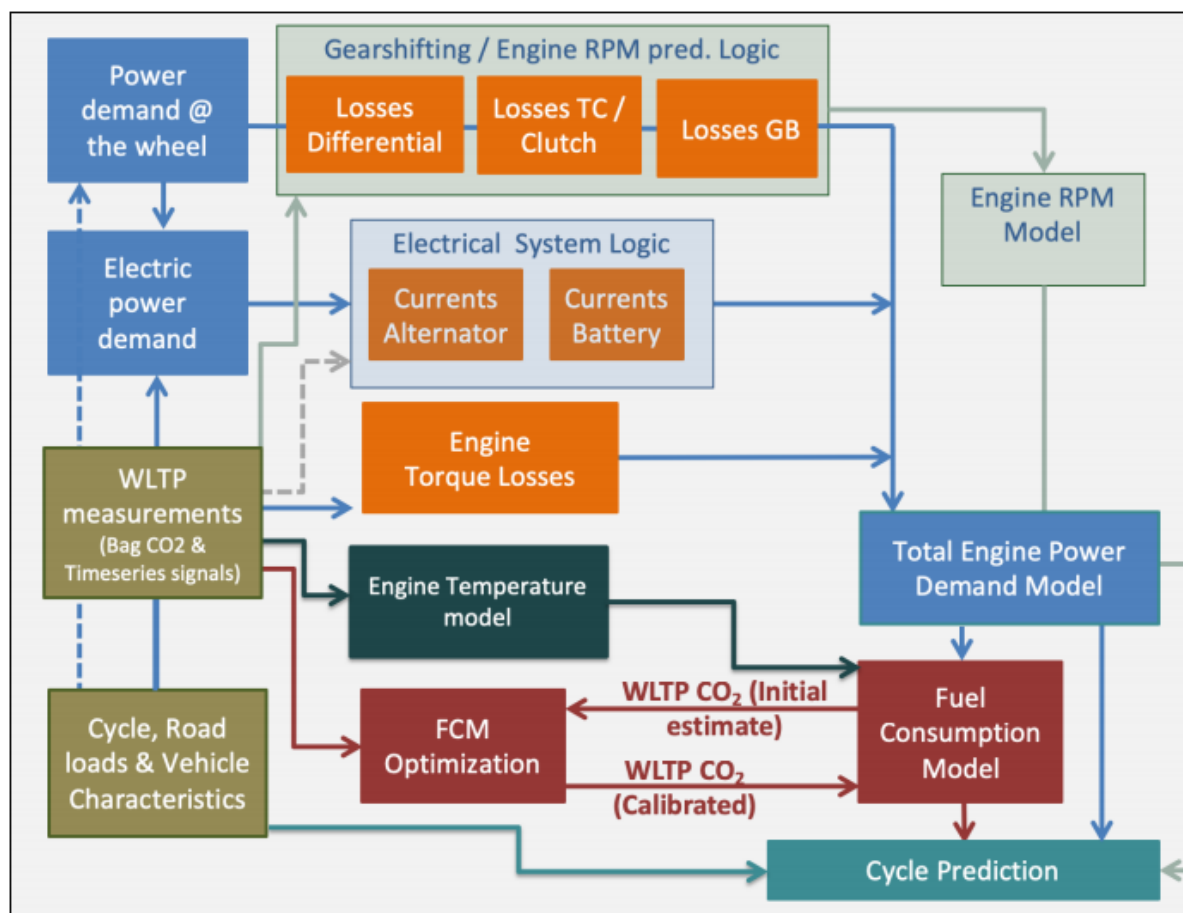 Gearshifting / Engine RPM pred. Logic
Power
demand @
the wheel
Losses
Differential
Losses TC /
Clutch
Losses GB
Engine RPM
Model
Electric
power
demand
Electrical System Logic
Currents
Alternator
Currents
Battery
Engine
Torque Losses
WLTP
measurements
(Bag CO2 &
Timeseries signals)
Total Engine Power
Demand Model
Engine Temperature
model
WLTP CO₂ (Initial
estimate)
Fuel
Consumption
Model
FCM
Optimization
WLTP CO₂
(Calibrated)
Cycle, Road
loads & Vehicle
Characteristics
Cycle Prediction